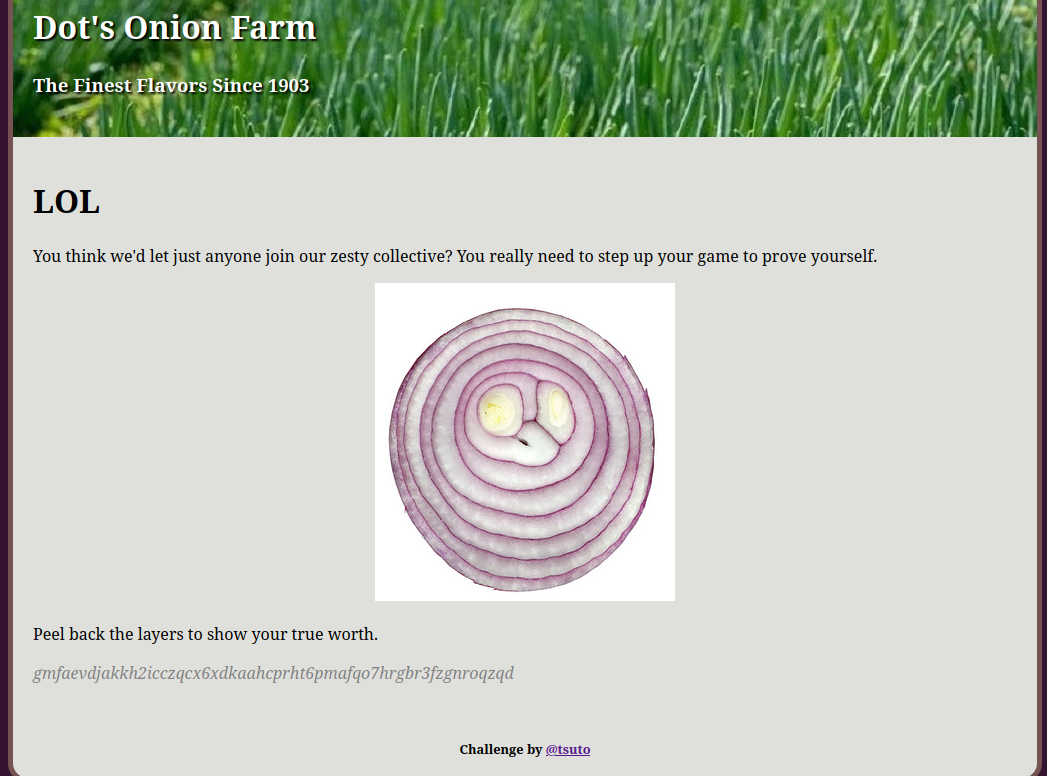 Dot's Onion Farm
The Finest Flavors Since 1903
LOL
You think we'd let just anyone join our zesty collective? You really need to step up your game to prove yourself.
Peel back the layers to show your true worth.
gmfaevdjakkh2icczqcx6xdkaahcprht6pmafqo7hrgbr3fzgnroqzqd
Challenge by @tsuto